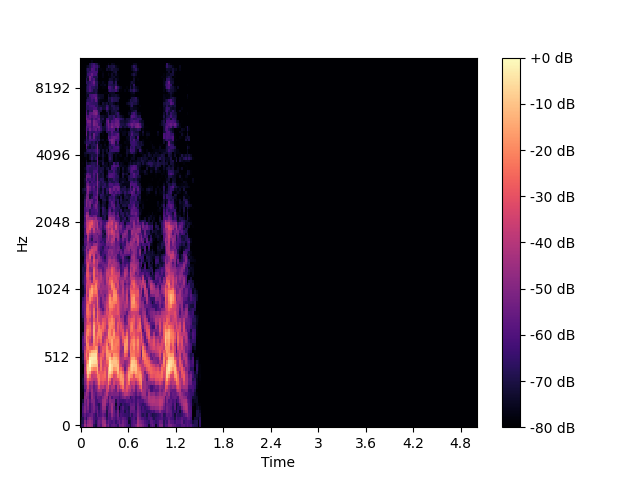 +0 dB
8192
-10 dB
4096
-20 dB
-30 dB
2048
Hz
-40 dB
1024
-50 dB
512
-60 dB
-70 dB
0
-80 dB
0 0.6 1.2 1.8 2.4 3 3.6 4.2 4.8
Time